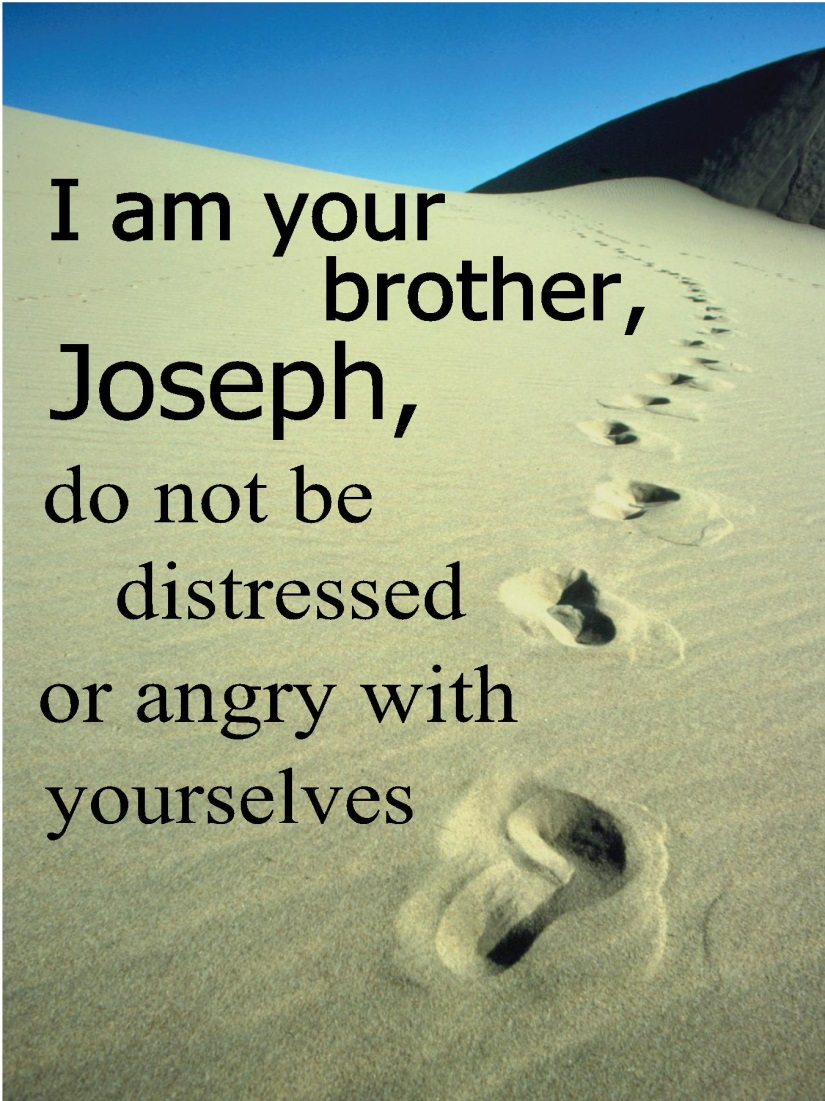 I am your
brother,
Joseph,
do not be
distressed
or angry with
yourselves